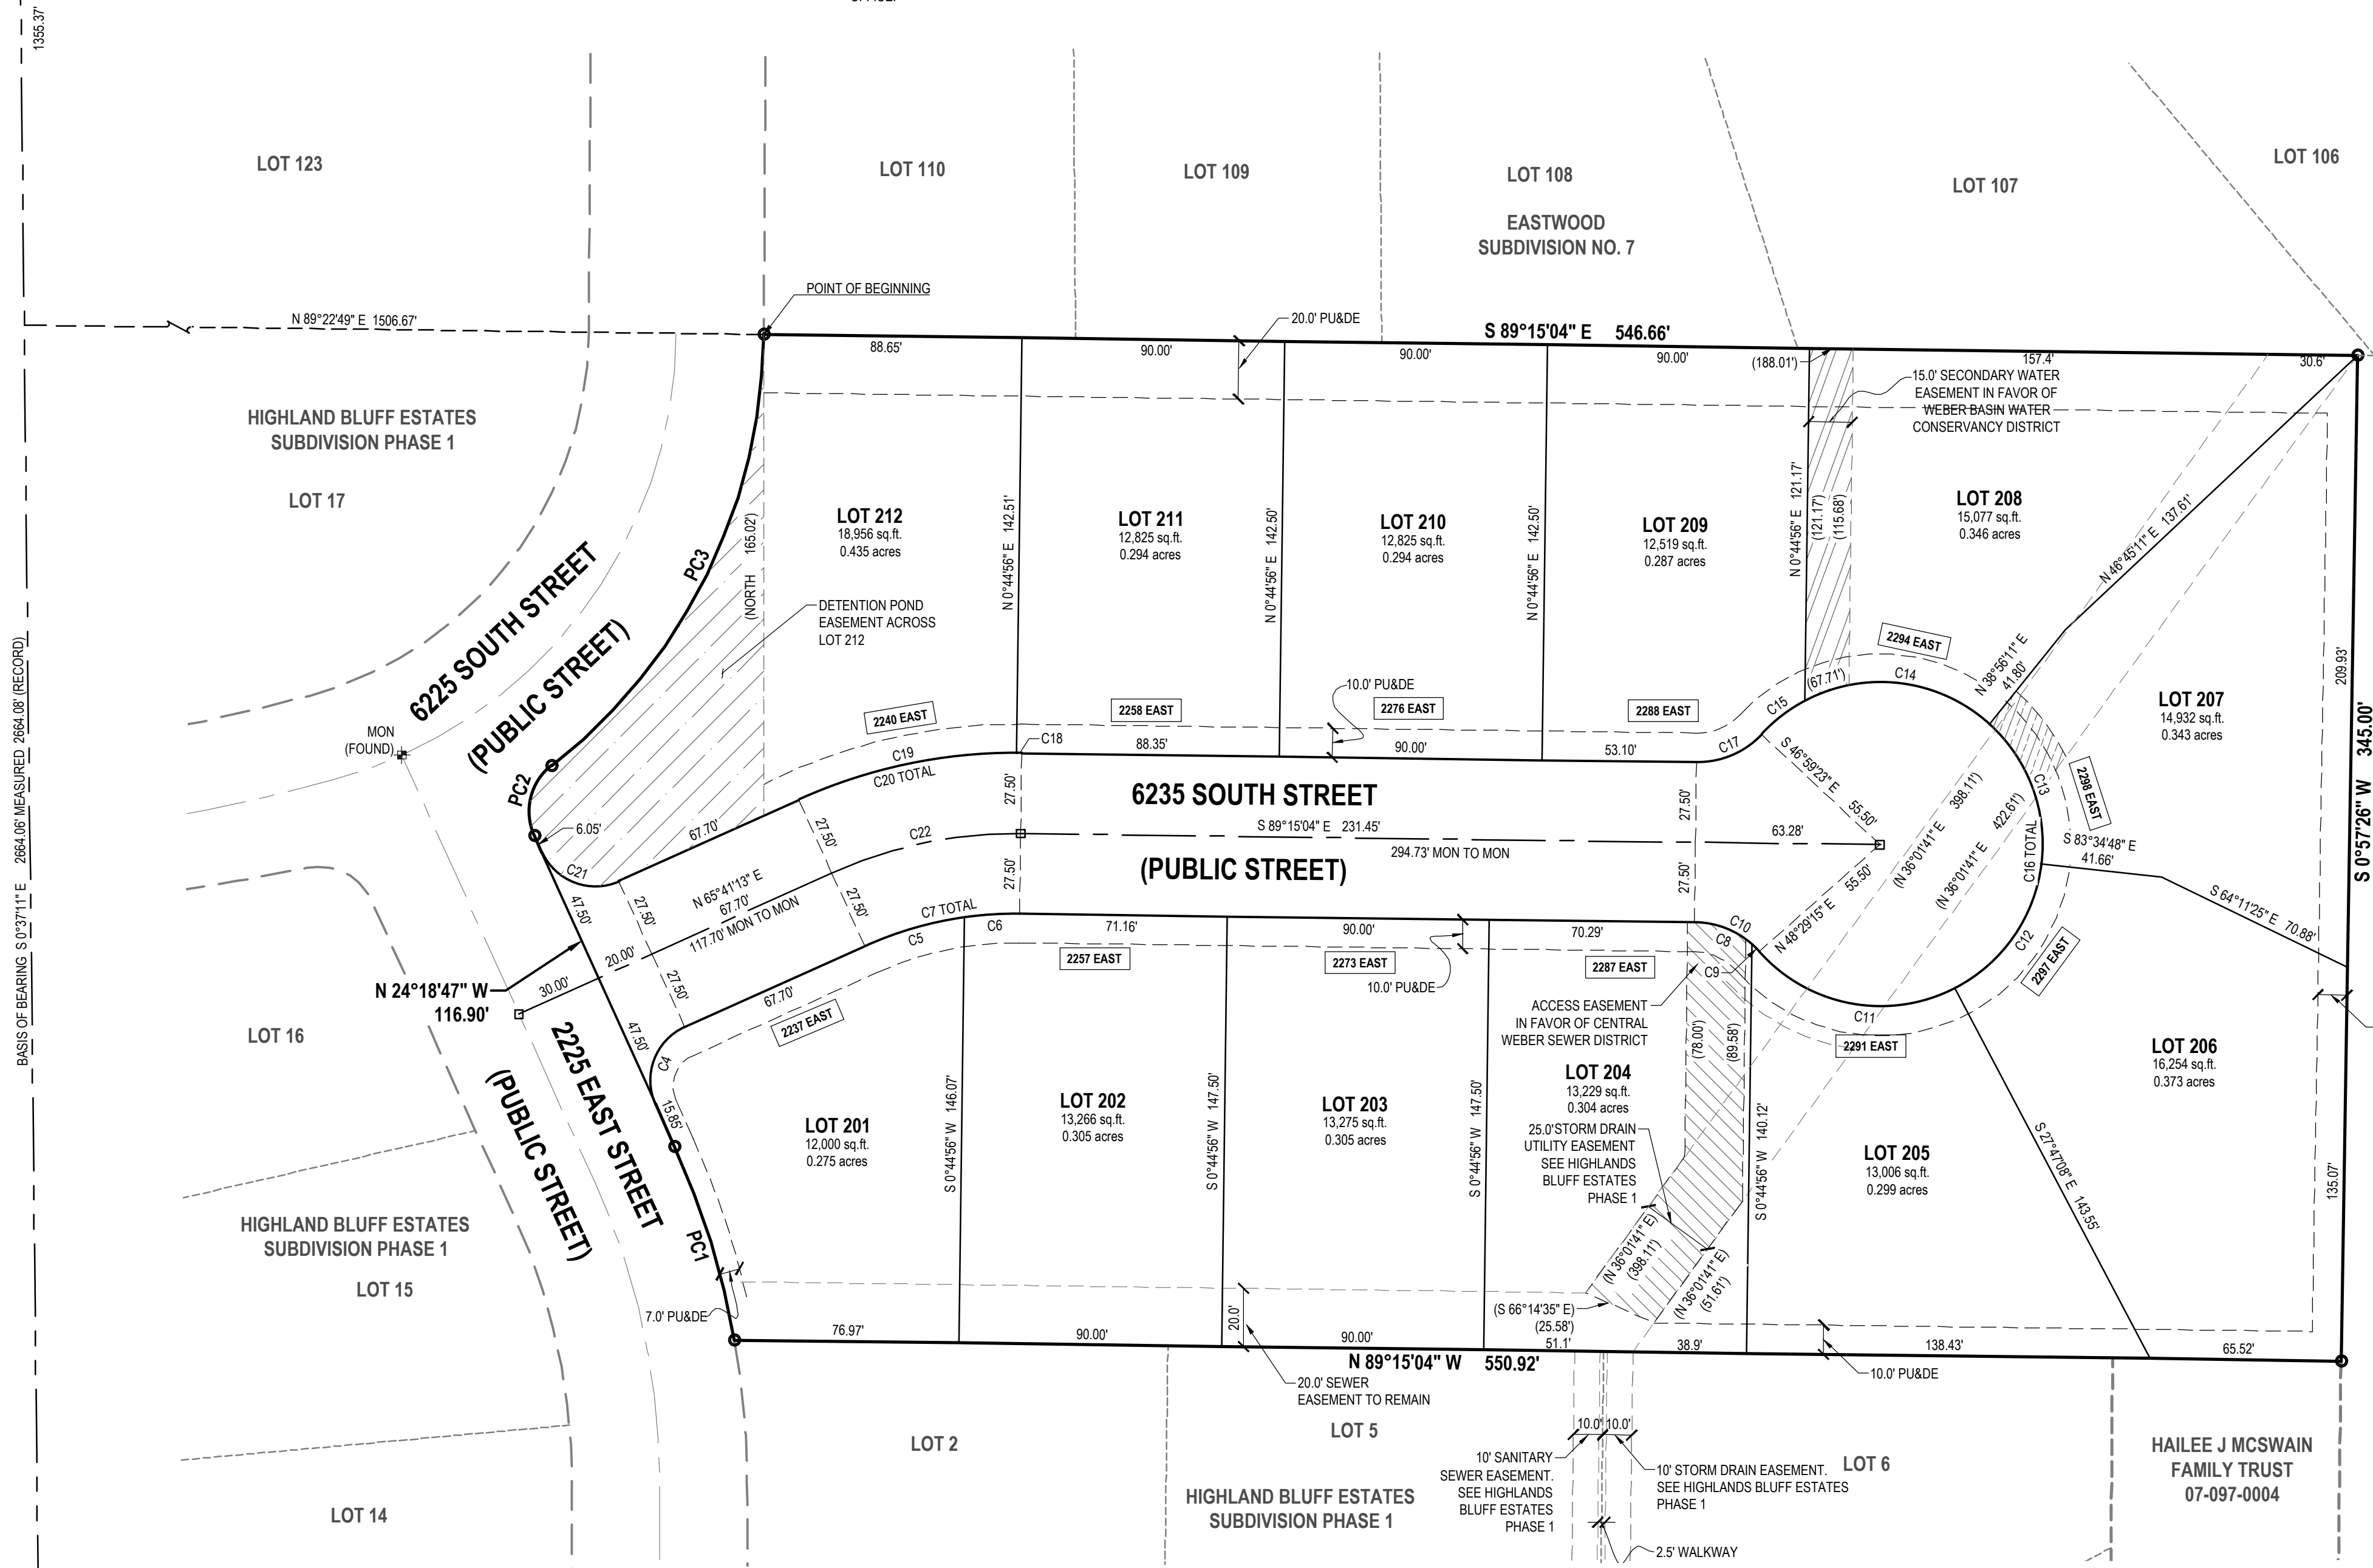 1355.37'
LOT 123
LOT 110
LOT 109
LOT 108
EASTWOOD
SUBDIVISION NO. 7
LOT 107
LOT 106
POINT OF BEGINNING
N 89°22'49" E 1506.67'
20.0' PU&DE
S 89°15'04" E 546.66'
88.65'
90.00'
90.00'
90.00'
(188.01')
157.4'
30.6'
15.0' SECONDARY WATER
EASEMENT IN FAVOR OF
WEBER BASIN WATER
CONSERVANCY DISTRICT
HIGHLAND BLUFF ESTATES
SUBDIVISION PHASE 1
LOT 17
6225 SOUTH STREET
(PUBLIC STREET)
PC3
(NORTH 165.02')
LOT 212
18,956 sq.ft.
0.435 acres
N 0°44'56" E 142.51'
LOT 211
12,825 sq.ft.
0.294 acres
N 0°44'56" E 142.50'
LOT 210
12,825 sq.ft.
0.294 acres
N 0°44'56" E 142.50'
LOT 209
12,519 sq.ft.
0.287 acres
N 0°44'56" E 121.17'
(121.17')
(115.68')
LOT 208
15,077 sq.ft.
0.346 acres
N 46°45'11" E 137.61'
DETENTION POND
EASEMENT ACROSS
LOT 212
2294 EAST
N 38°56'11" E
41.80'
LOT 207
14,932 sq.ft.
0.343 acres
209.93'
S 0°57'26" W 345.00'
BASIS OF BEARING S 0°37'11" E 2664.06' MEASURED 2664.08' (RECORD)
MON
(FOUND)
PC2
6.05'
C21
67.70'
2240 EAST
C19
C20 TOTAL
C18
2258 EAST
88.35'
10.0' PU&DE
2276 EAST
90.00'
2288 EAST
53.10'
C17
C15
(67.71')
C14
C13
2298 EAST
C16 TOTAL
S 83°34'48" E
41.66'
S 64°11'25" E 70.88'
C12
2297 EAST
27.50'
27.50'
27.50'
27.50'
27.50'
27.50'
27.50'
27.50'
6235 SOUTH STREET
(PUBLIC STREET)
S 89°15'04" E 231.45'
294.73' MON TO MON
63.28'
S 46°59'23" E
55.50'
N 48°29'15" E
55.50'
(N 36°01'41" E 398.11')
(N 36°01'41" E 422.61')
C22
N 65°41'13" E
67.70'
117.70' MON TO MON
47.50'
20.00'
30.00'
N 24°18'47" W
116.90'
47.50'
C4
67.70'
2237 EAST
C5
C7 TOTAL
C6
71.16'
2257 EAST
90.00'
2273 EAST
10.0' PU&DE
70.29'
2287 EAST
C10
C8
C9
C11
2291 EAST
ACCESS EASEMENT
IN FAVOR OF CENTRAL
WEBER SEWER DISTRICT
(78.00')
(89.58')
LOT 16
2225 EAST STREET
(PUBLIC STREET)
15.85'
PC1
LOT 201
12,000 sq.ft.
0.275 acres
S 0°44'56" W 146.07'
LOT 202
13,266 sq.ft.
0.305 acres
S 0°44'56" W 147.50'
LOT 203
13,275 sq.ft.
0.305 acres
S 0°44'56" W 147.50'
LOT 204
13,229 sq.ft.
0.304 acres
25.0'STORM DRAIN
UTILITY EASEMENT
SEE HIGHLANDS
BLUFF ESTATES
PHASE 1
S 0°44'56" W 140.12'
LOT 205
13,006 sq.ft.
0.299 acres
S 27°47'08" E 143.55'
LOT 206
16,254 sq.ft.
0.373 acres
135.07'
HIGHLAND BLUFF ESTATES
SUBDIVISION PHASE 1
LOT 15
7.0' PU&DE
(N 36°01'41" E)
(398.11')
(N 36°01'41" E)
(51.61')
(S 66°14'35" E)
(25.58')
76.97'
90.00'
20.0'
90.00'
51.1'
38.9'
138.43'
65.52'
N 89°15'04" W 550.92'
10.0' PU&DE
20.0' SEWER
EASEMENT TO REMAIN
LOT 2
LOT 5
10.0'
10.0'
10' SANITARY
SEWER EASEMENT.
SEE HIGHLANDS
BLUFF ESTATES
PHASE 1
10' STORM DRAIN EASEMENT.
SEE HIGHLANDS BLUFF ESTATES
PHASE 1
LOT 6
HAILEE J MCSWAIN
FAMILY TRUST
07-097-0004
HIGHLAND BLUFF ESTATES
SUBDIVISION PHASE 1
LOT 14
2.5' WALKWAY